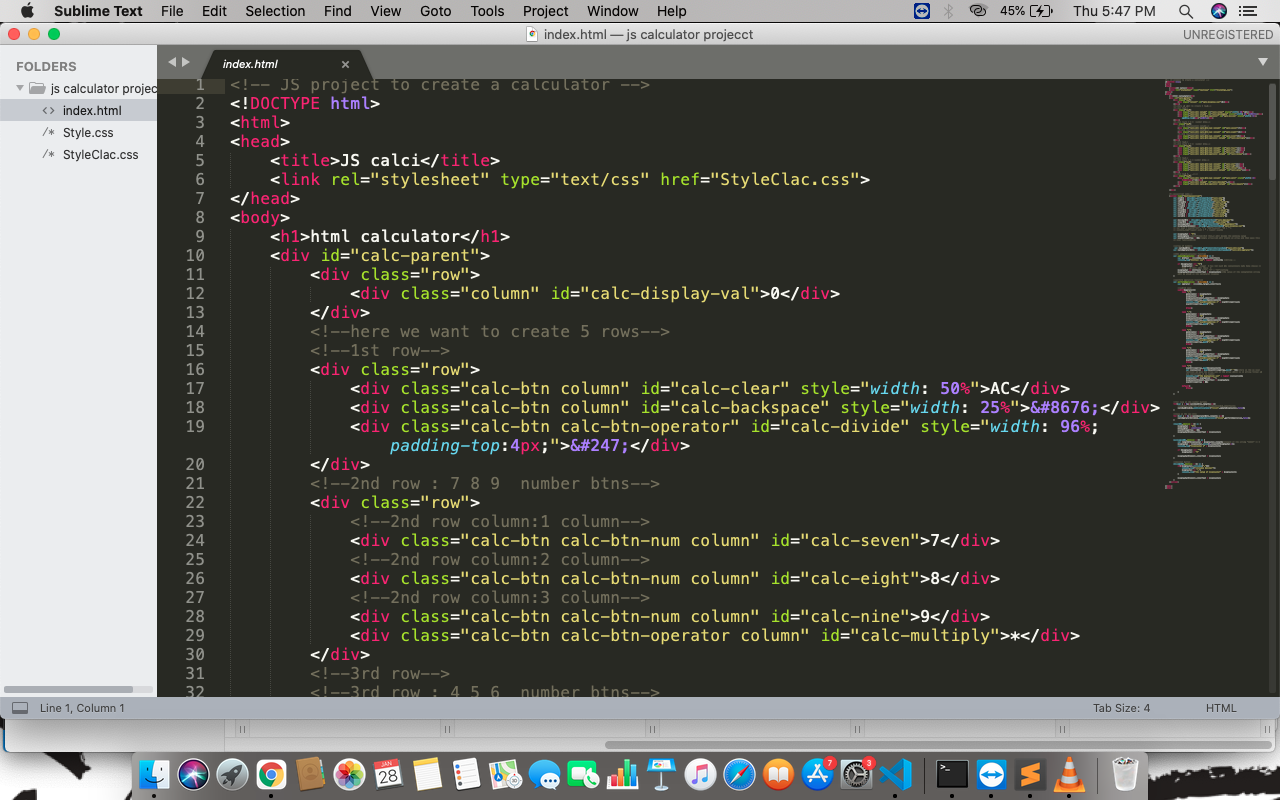 Sublime Text File Edit Selection Find View Goto Tools Project Window Help 45% Thu 5:47 PM
index.html — js calculator projecct UNREGISTERED
FOLDERS
js calculator projec
<> index.html
/* Style.css
/* StyleClac.css
index.html ×
1 <!-- JS project to create a calculator -->
2 <!DOCTYPE html>
3 <html>
4 <head>
5 <title>JS calci</title>
6 <link rel="stylesheet" type="text/css" href="StyleClac.css">
7 </head>
8 <body>
9 <h1>html calculator</h1>
10 <div id="calc-parent">
11 <div class="row">
12 <div class="column" id="calc-display-val">0</div>
13 </div>
14 <!--here we want to create 5 rows-->
15 <!--1st row-->
16 <div class="row">
17 <div class="calc-btn column" id="calc-clear" style="width: 50%">AC</div>
18 <div class="calc-btn column" id="calc-backspace" style="width: 25%">&#8676;</div>
19 <div class="calc-btn calc-btn-operator" id="calc-divide" style="width: 96%;
padding-top:4px;">&#247;</div>
20 </div>
21 <!--2nd row : 7 8 9  number btns-->
22 <div class="row">
23 <!--2nd row column:1 column-->
24 <div class="calc-btn calc-btn-num column" id="calc-seven">7</div>
25 <!--2nd row column:2 column-->
26 <div class="calc-btn calc-btn-num column" id="calc-eight">8</div>
27 <!--2nd row column:3 column-->
28 <div class="calc-btn calc-btn-num column" id="calc-nine">9</div>
29 <div class="calc-btn calc-btn-operator column" id="calc-multiply">*</div>
30 </div>
31 <!--3rd row-->
32 <!--3rd row : 4 5 6  number btns-->
Line 1, Column 1 Tab Size: 4 HTML
JAN
28
7
3